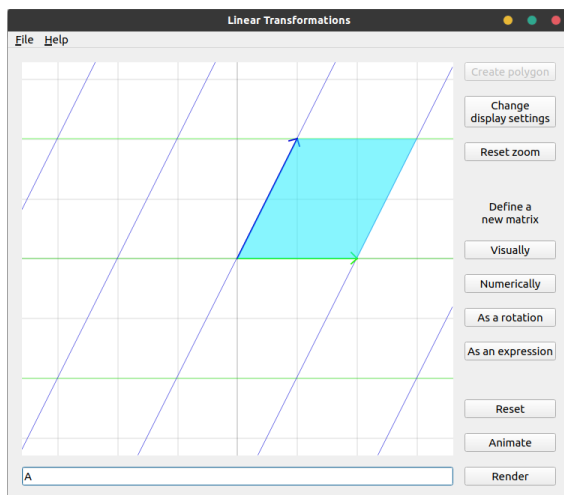 Linear Transformations
File Help
Create polygon
Change
display settings
Reset zoom
Define a
new matrix
Visually
Numerically
As a rotation
As an expression
Reset
Animate
A
Render